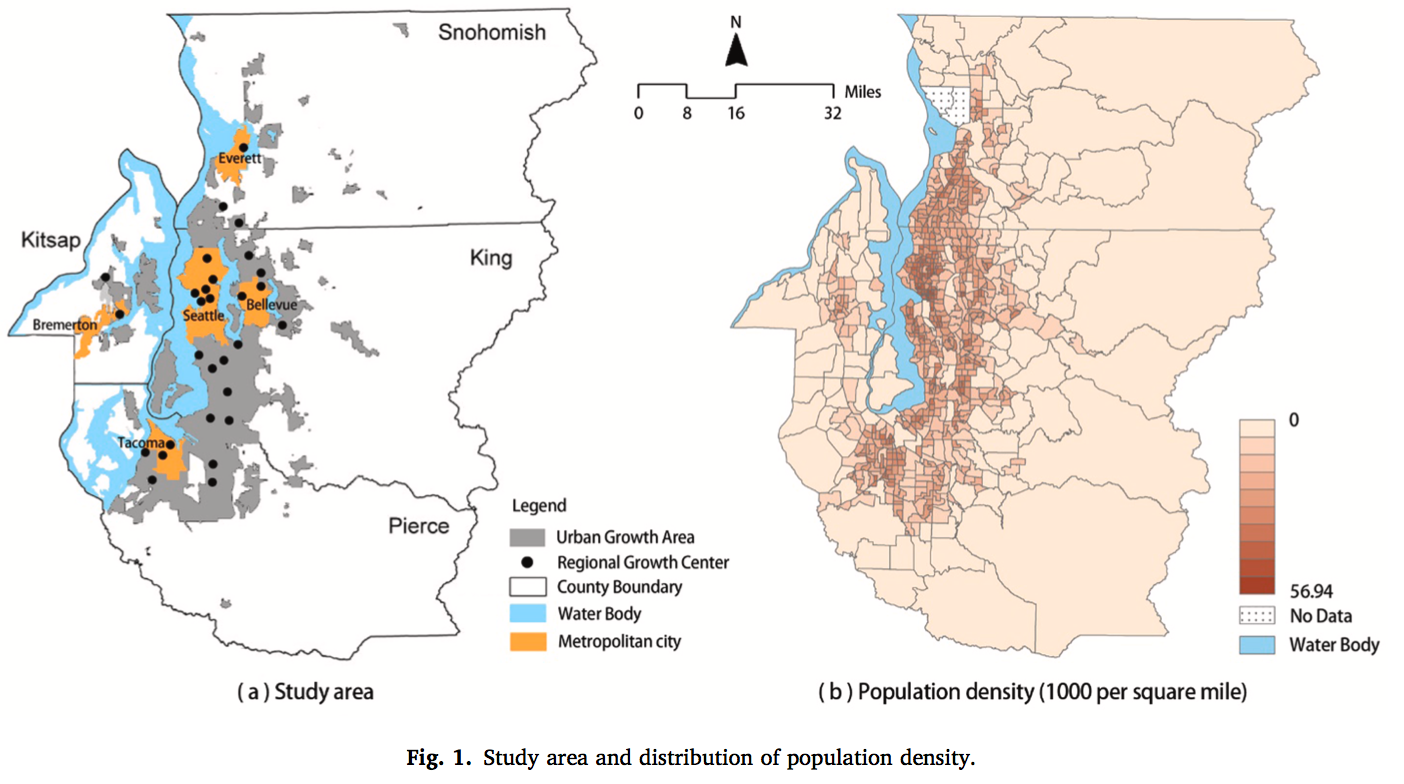 Snohomish
N
Miles
0 8 16 32
Everett
Kitsap
King
Bellevue
Seattle
Bremerton
Tacoma
Pierce
Legend
Urban Growth Area
Regional Growth Center
County Boundary
Water Body
Metropolitan city
0
56.94
No Data
Water Body
( a ) Study area
( b ) Population density (1000 per square mile)
Fig. 1. Study area and distribution of population density.